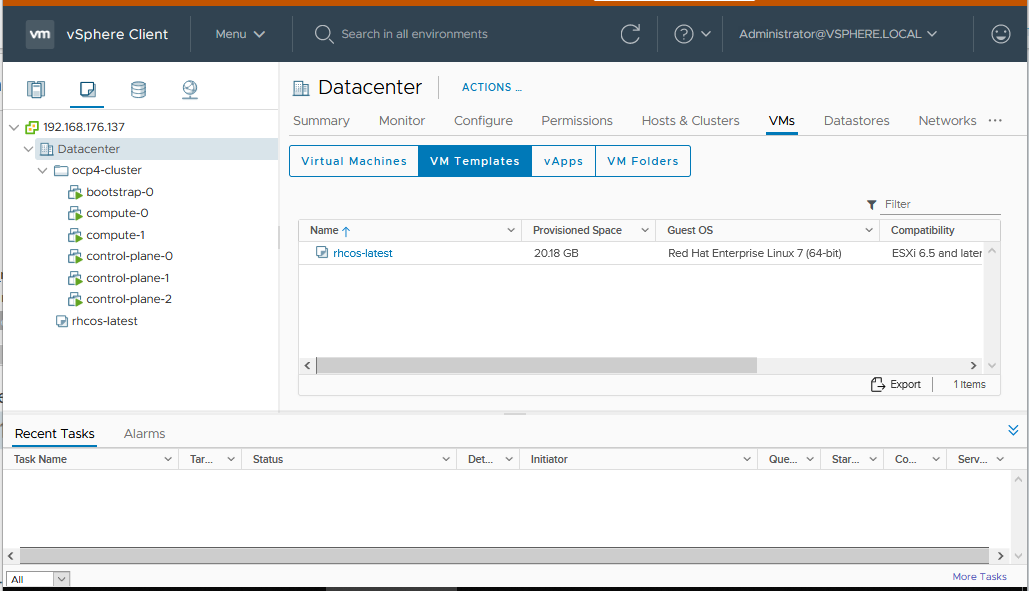 vm vSphere Client Menu Search in all environments Administrator@VSPHERE.LOCAL
Datacenter ACTIONS ...
Summary Monitor Configure Permissions Hosts & Clusters VMs Datastores Networks ...
192.168.176.137
Datacenter
ocp4-cluster
bootstrap-0
compute-0
compute-1
control-plane-0
control-plane-1
control-plane-2
rhcos-latest
Virtual Machines VM Templates vApps VM Folders
Filter
Name Provisioned Space Guest OS Compatibility
rhcos-latest 20.18 GB Red Hat Enterprise Linux 7 (64-bit) ESXi 6.5 and later
Export 1 Items
Recent Tasks Alarms
Task Name Tar... Status Det... Initiator Que... Star... Co... Serv...
All More Tasks